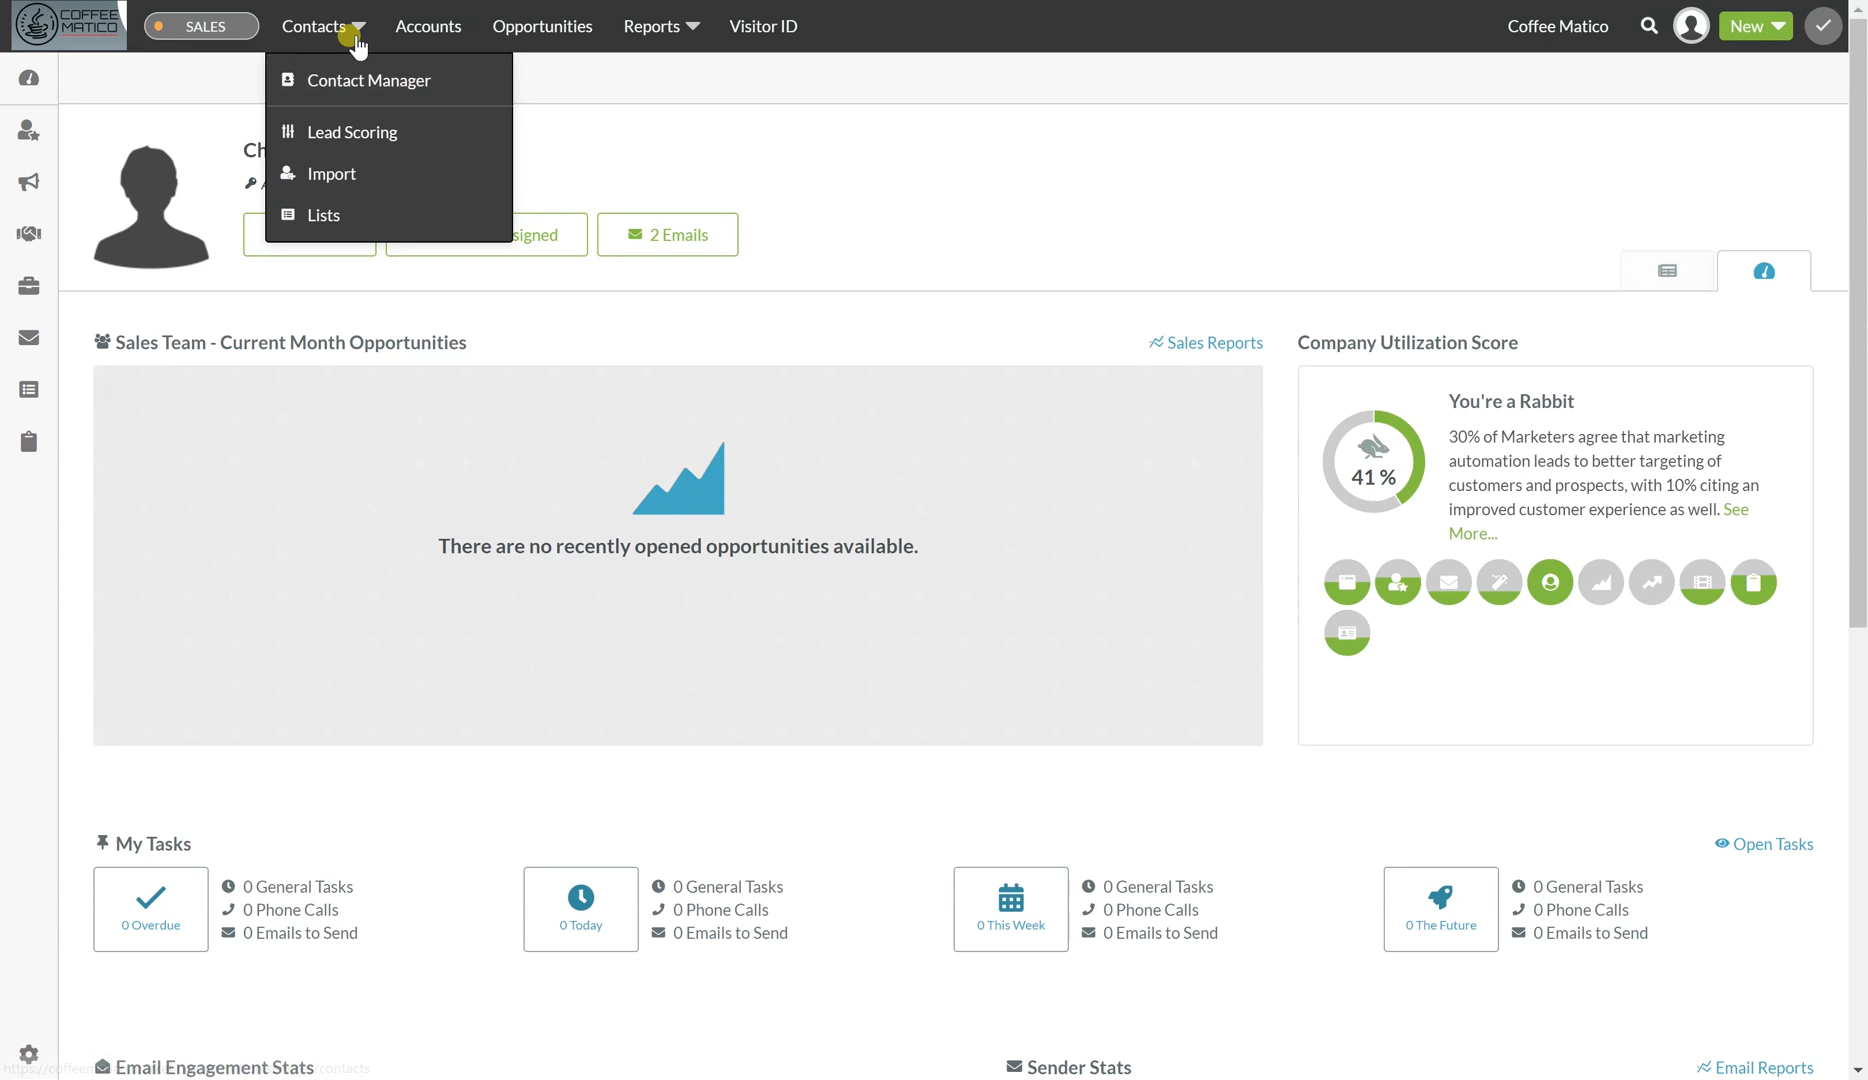 COFFEE
MATICO
SALES
Contacts
Accounts
Opportunities
Reports
Visitor ID
Coffee Matico
New
Contact Manager
Lead Scoring
Import
Lists
Ch
signed
2 Emails
Sales Team - Current Month Opportunities
Sales Reports
There are no recently opened opportunities available.
Company Utilization Score
41 %
You're a Rabbit
30% of Marketers agree that marketing
automation leads to better targeting of
customers and prospects, with 10% citing an
improved customer experience as well. See
More...
My Tasks
Open Tasks
0 Overdue
0 General Tasks
0 Phone Calls
0 Emails to Send
0 Today
0 General Tasks
0 Phone Calls
0 Emails to Send
0 This Week
0 General Tasks
0 Phone Calls
0 Emails to Send
0 The Future
0 General Tasks
0 Phone Calls
0 Emails to Send
Email Engagement Stats
Sender Stats
Email Reports